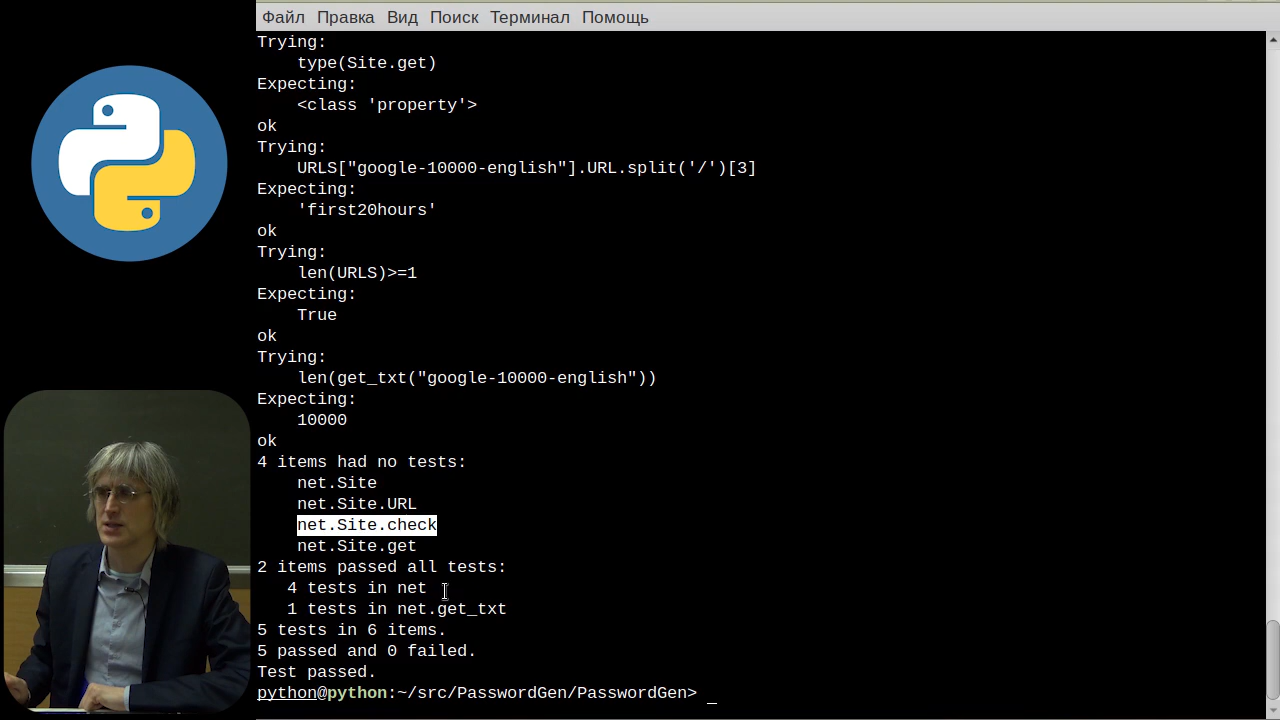 Файл Правка Вид Поиск Терминал Помощь
Trying:
    type(Site.get)
Expecting:
    <class 'property'>
ok
Trying:
    URLS["google-10000-english"].URL.split('/')[3]
Expecting:
    'first20hours'
ok
Trying:
    len(URLS)>=1
Expecting:
    True
ok
Trying:
    len(get_txt("google-10000-english"))
Expecting:
    10000
ok
4 items had no tests:
    net.Site
    net.Site.URL
    net.Site.check
    net.Site.get
2 items passed all tests:
   4 tests in net
   1 tests in net.get_txt
5 tests in 6 items.
5 passed and 0 failed.
Test passed.
python@python:~/src/PasswordGen/PasswordGen> _